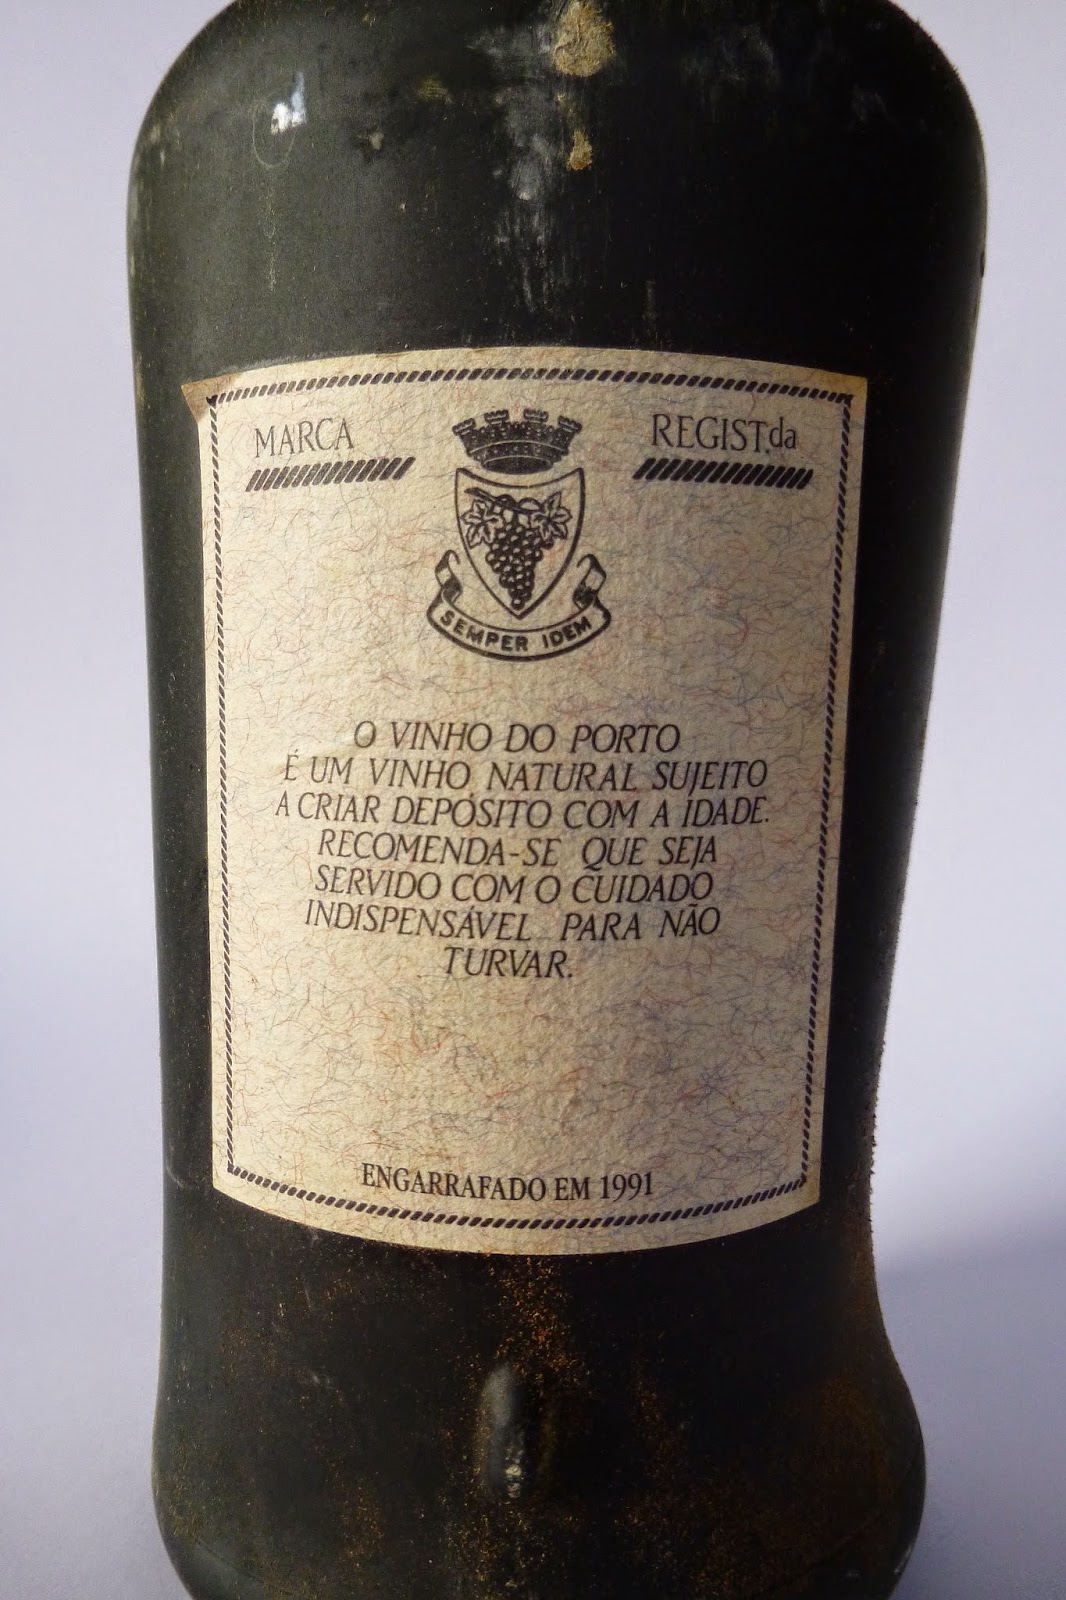 MARCA REGIST.da
SEMPER IDEM
O VINHO DO PORTO
É UM VINHO NATURAL SUJEITO
A CRIAR DEPÓSITO COM A IDADE.
RECOMENDA-SE QUE SEJA
SERVIDO COM O CUIDADO
INDISPENSÁVEL PARA NÃO
TURVAR.
ENGARRAFADO EM 1991